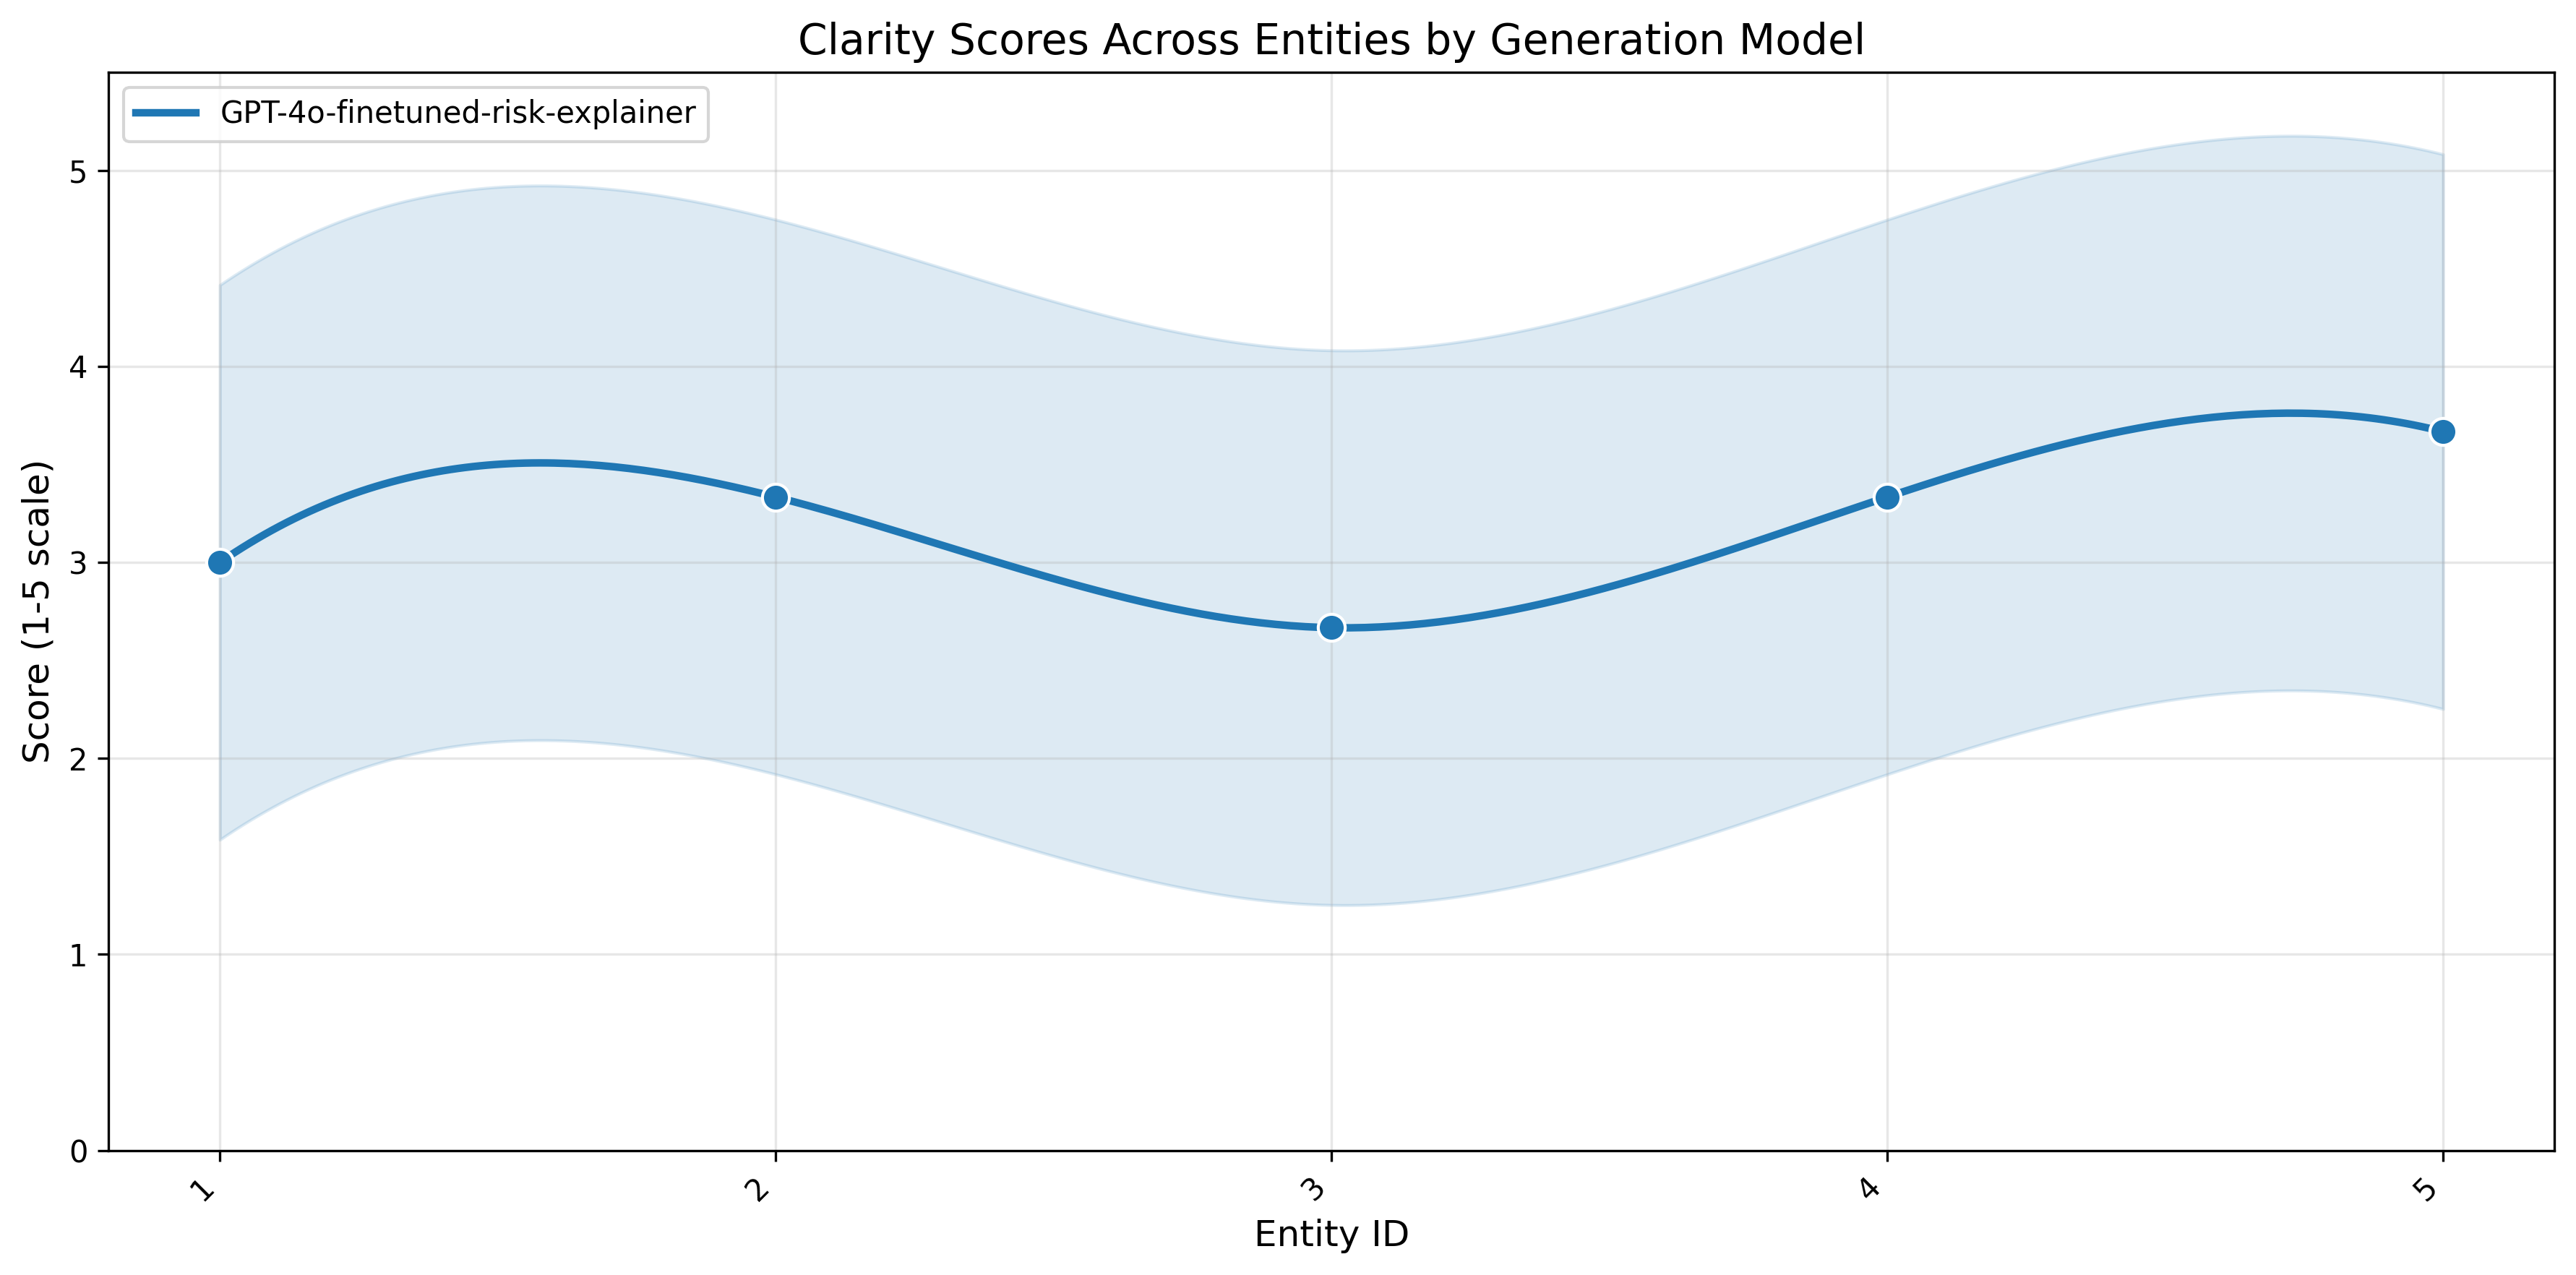 Clarity Scores Across Entities by Generation Model
GPT-4o-finetuned-risk-explainer
Score (1-5 scale)
5
4
3
2
1
0
1 2 3 4 5
Entity ID